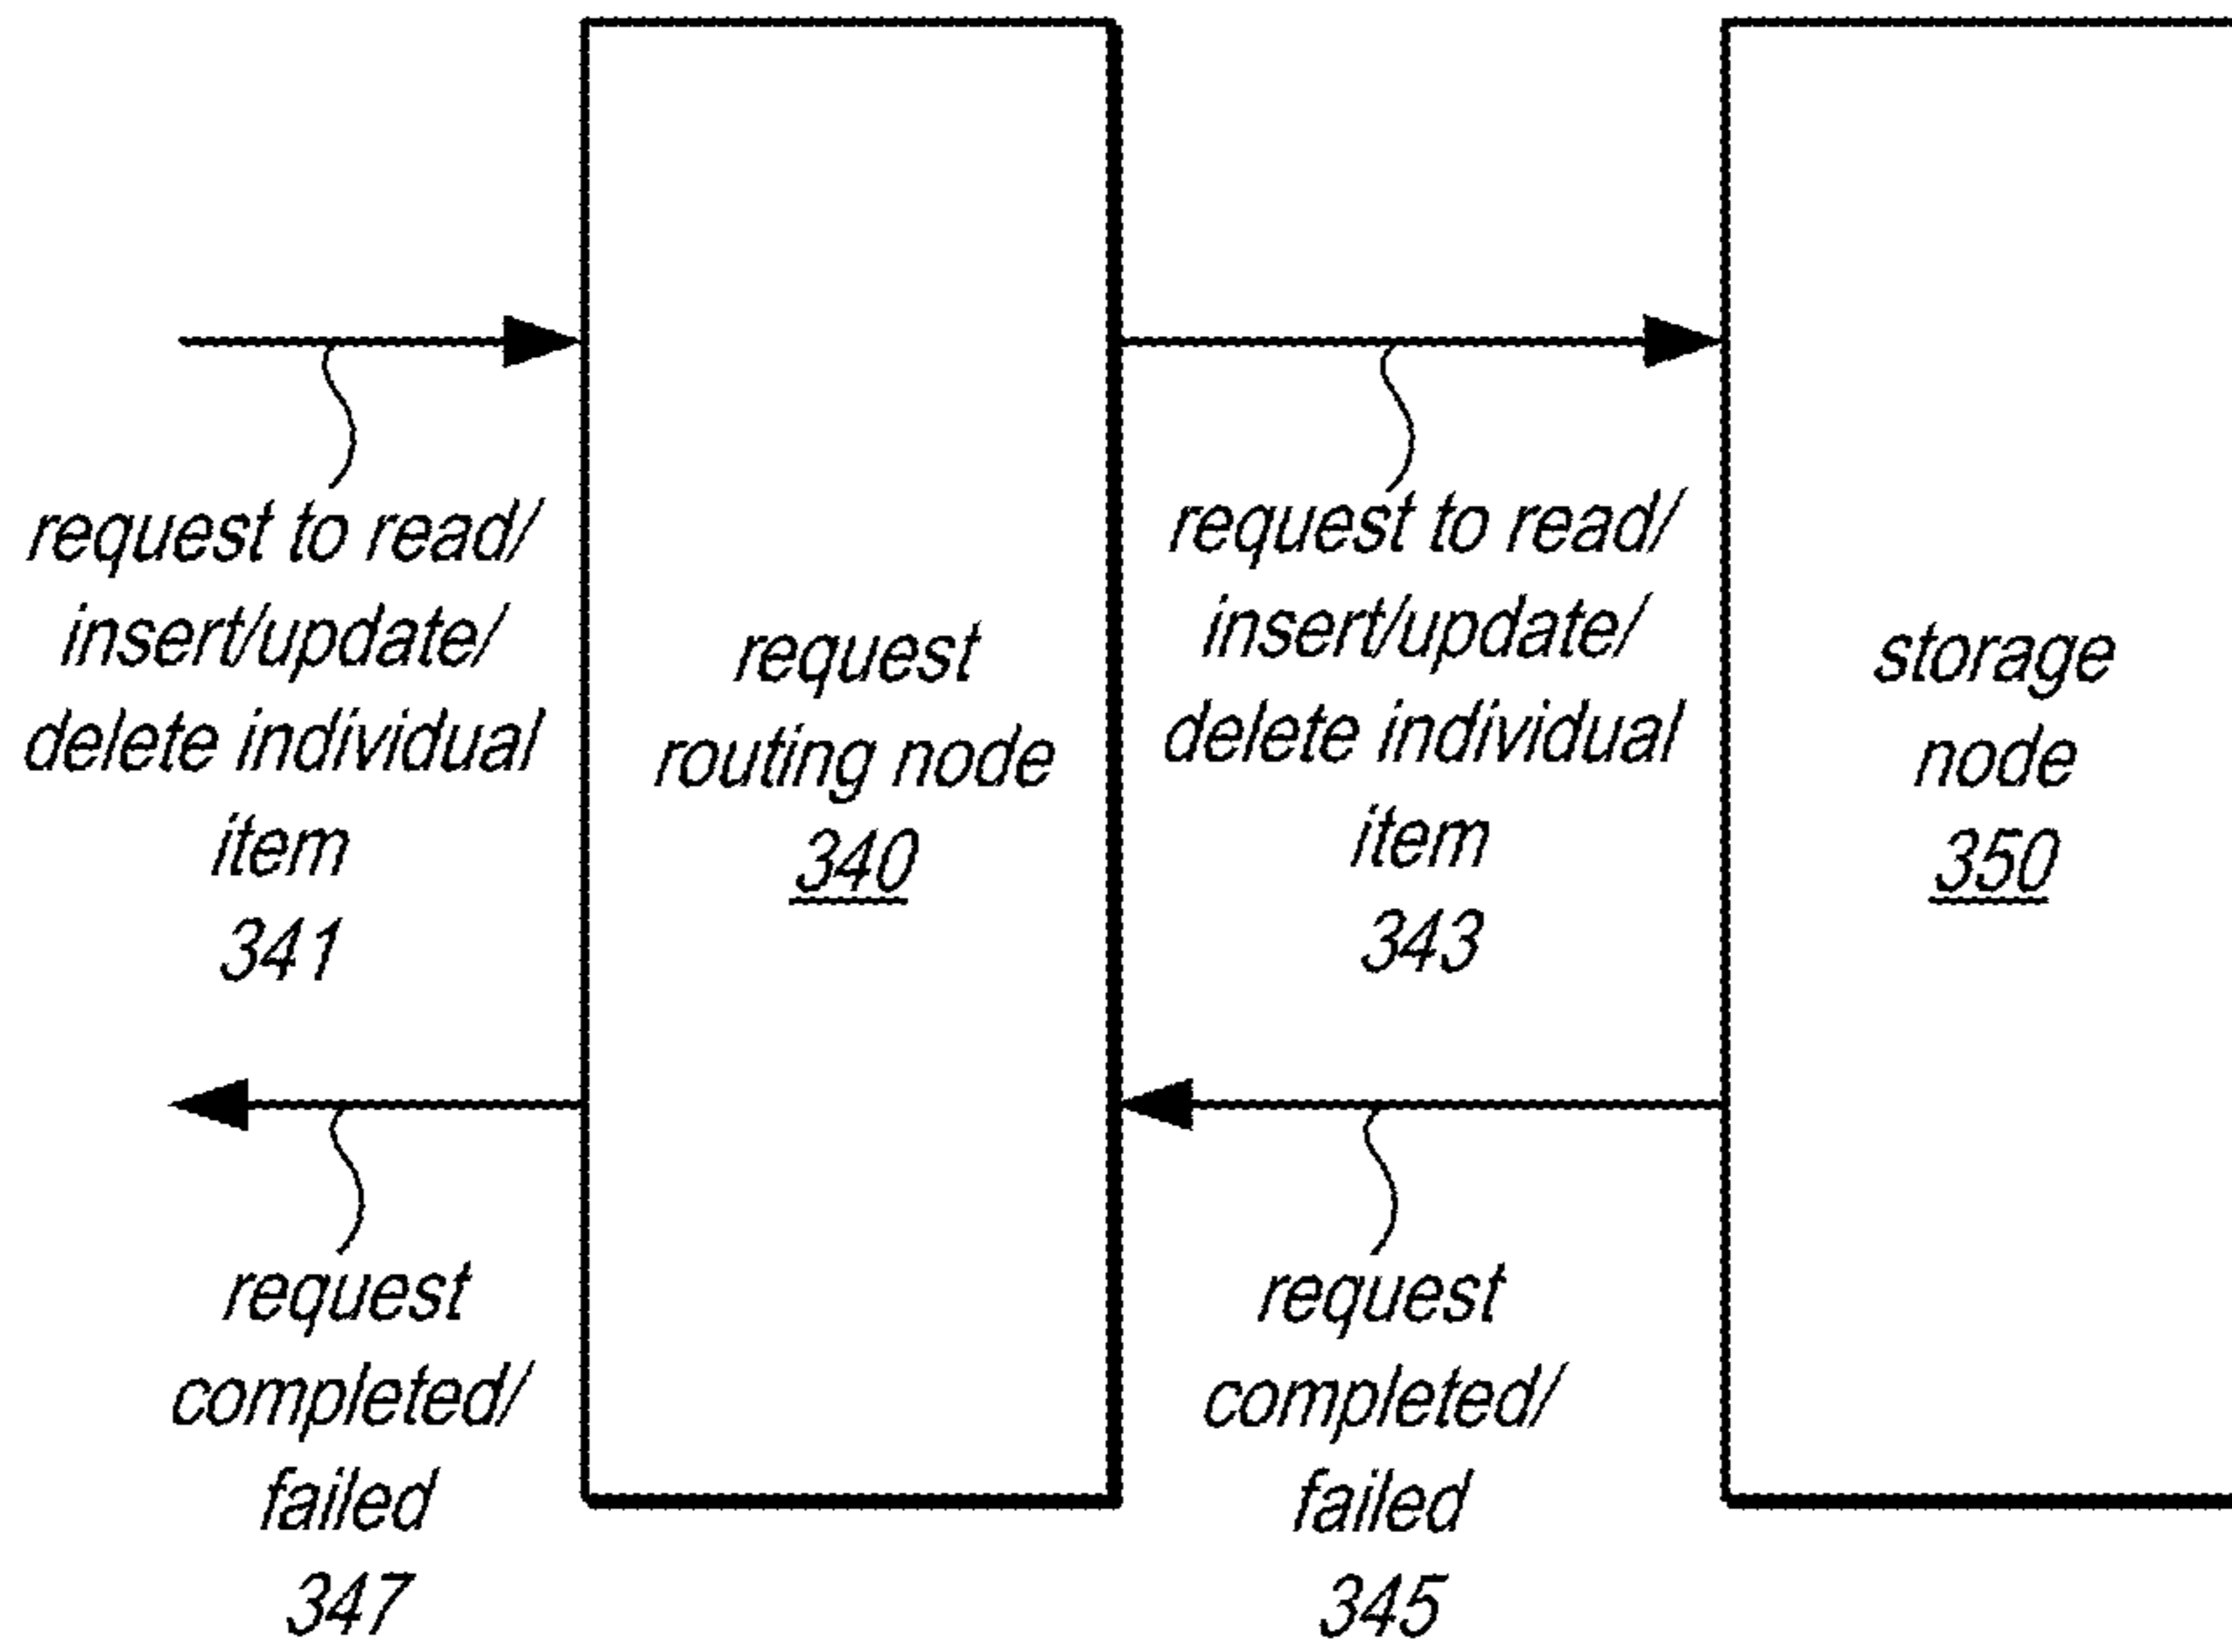 request to read/
insert/update/
delete individual
item
341
request
routing node
340
request to read/
insert/update/
delete individual
item
343
storage
node
350
request
completed/
failed
347
request
completed/
failed
345